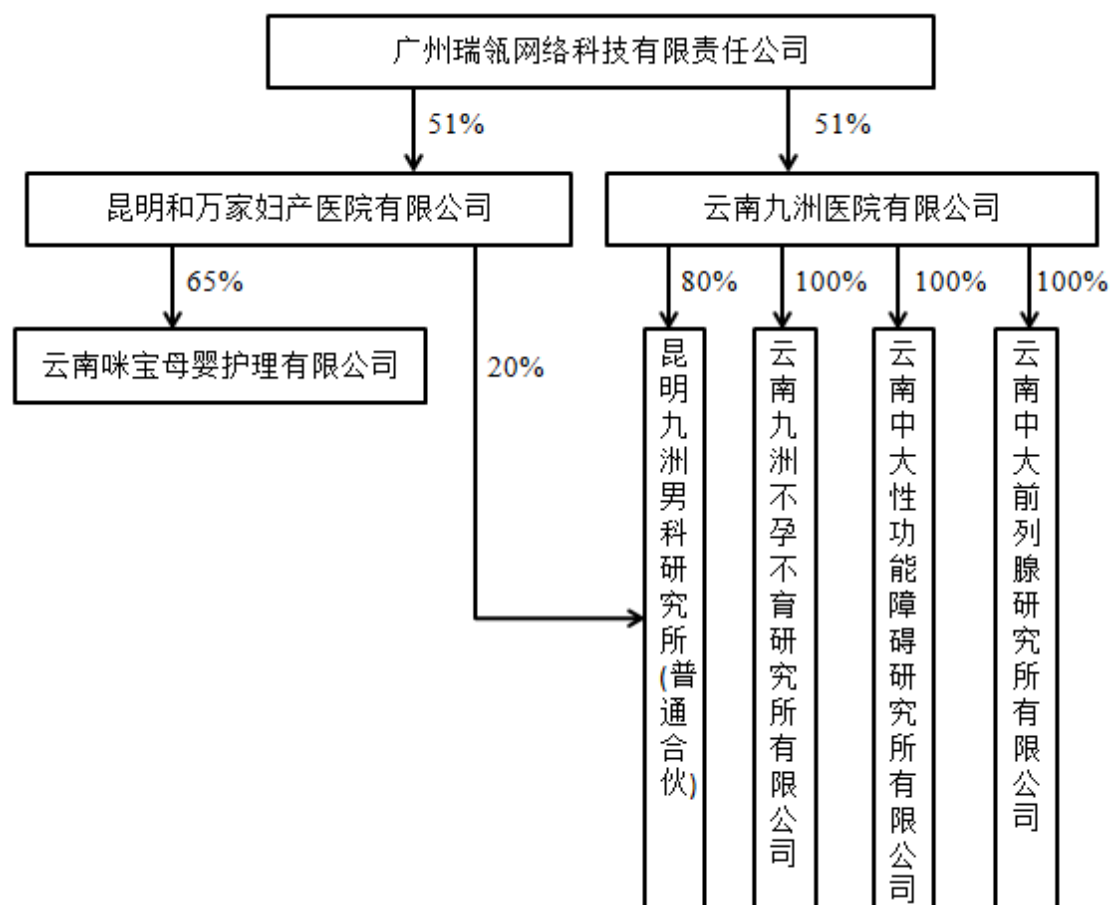 广州瑞瓴网络科技有限责任公司
51%
51%
昆明和万家妇产医院有限公司
云南九洲医院有限公司
65%
80%
100%
100%
100%
云南咪宝母婴护理有限公司
20%
昆明九洲男科研究所(普通合伙)
云南九洲不孕不育研究所有限公司
云南中大性功能障碍研究所有限公司
云南中大前列腺研究所有限公司